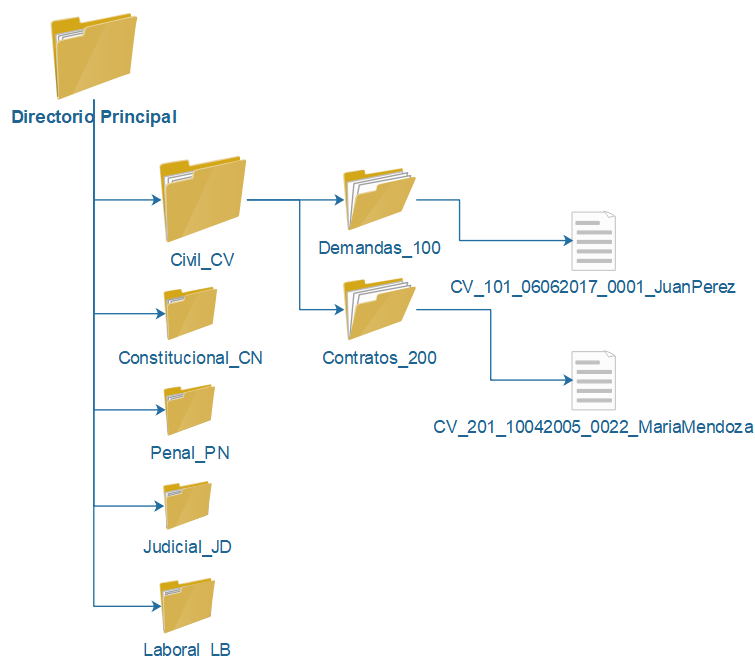 Directorio Principal
Civil_CV
Demandas_100
CV_101_06062017_0001_JuanPerez
Constitucional_CN
Contratos_200
CV_201_10042005_0022_MariaMendoza
Penal_PN
Judicial_JD
Laboral_LB